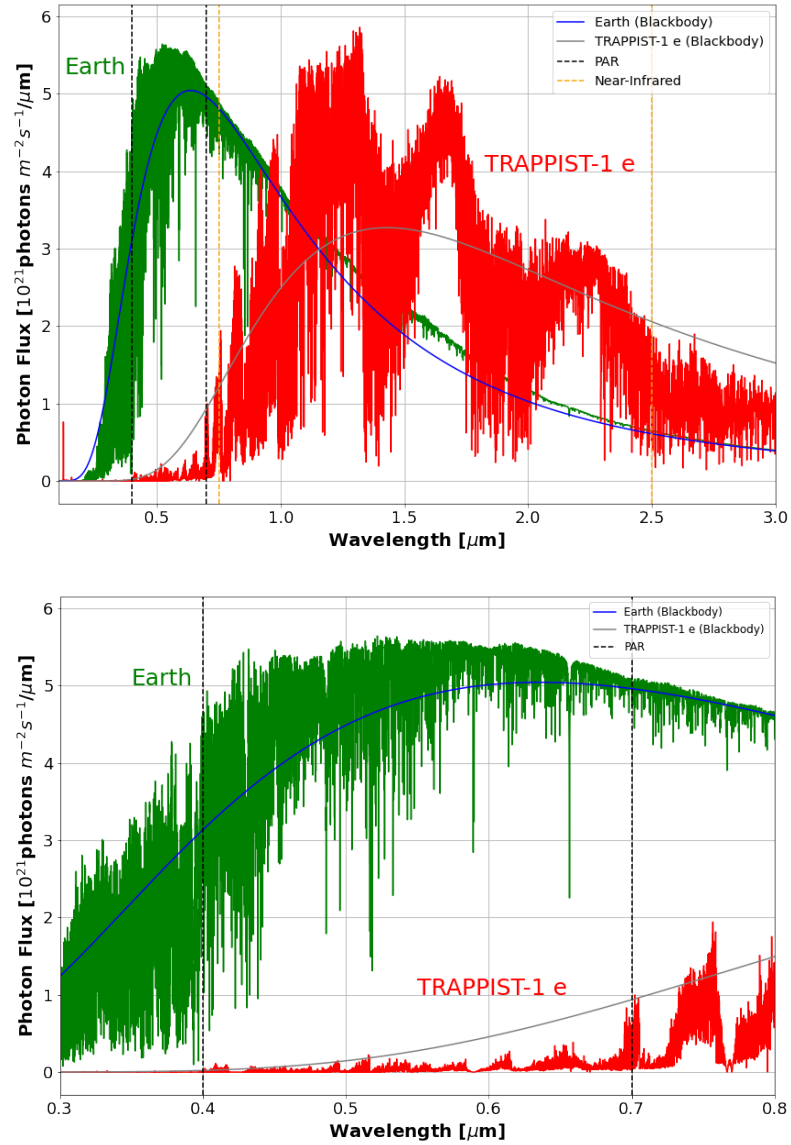 Earth (Blackbody)
TRAPPIST-1 e (Blackbody)
PAR
Near-Infrared
Earth
TRAPPIST-1 e
Photon Flux [10²¹photons m⁻²s⁻¹/μm]
6
5
4
3
2
1
0
0.5 1.0 1.5 2.0 2.5 3.0
Wavelength [μm]
Earth (Blackbody)
TRAPPIST-1 e (Blackbody)
PAR
Earth
TRAPPIST-1 e
Photon Flux [10²¹photons m⁻²s⁻¹/μm]
6
5
4
3
2
1
0
0.3 0.4 0.5 0.6 0.7 0.8
Wavelength [μm]